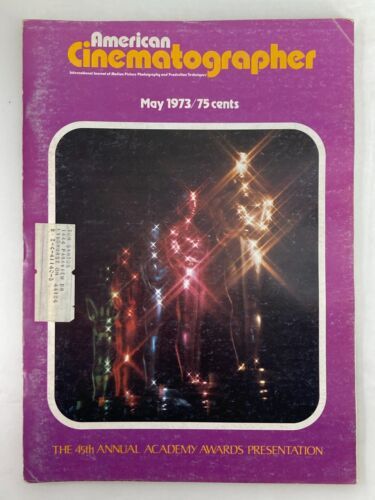 American
Cinematographer
International Journal of Motion Picture Photography and Production Techniques
May 1973/75 cents
THE 45th ANNUAL ACADEMY AWARDS PRESENTATION